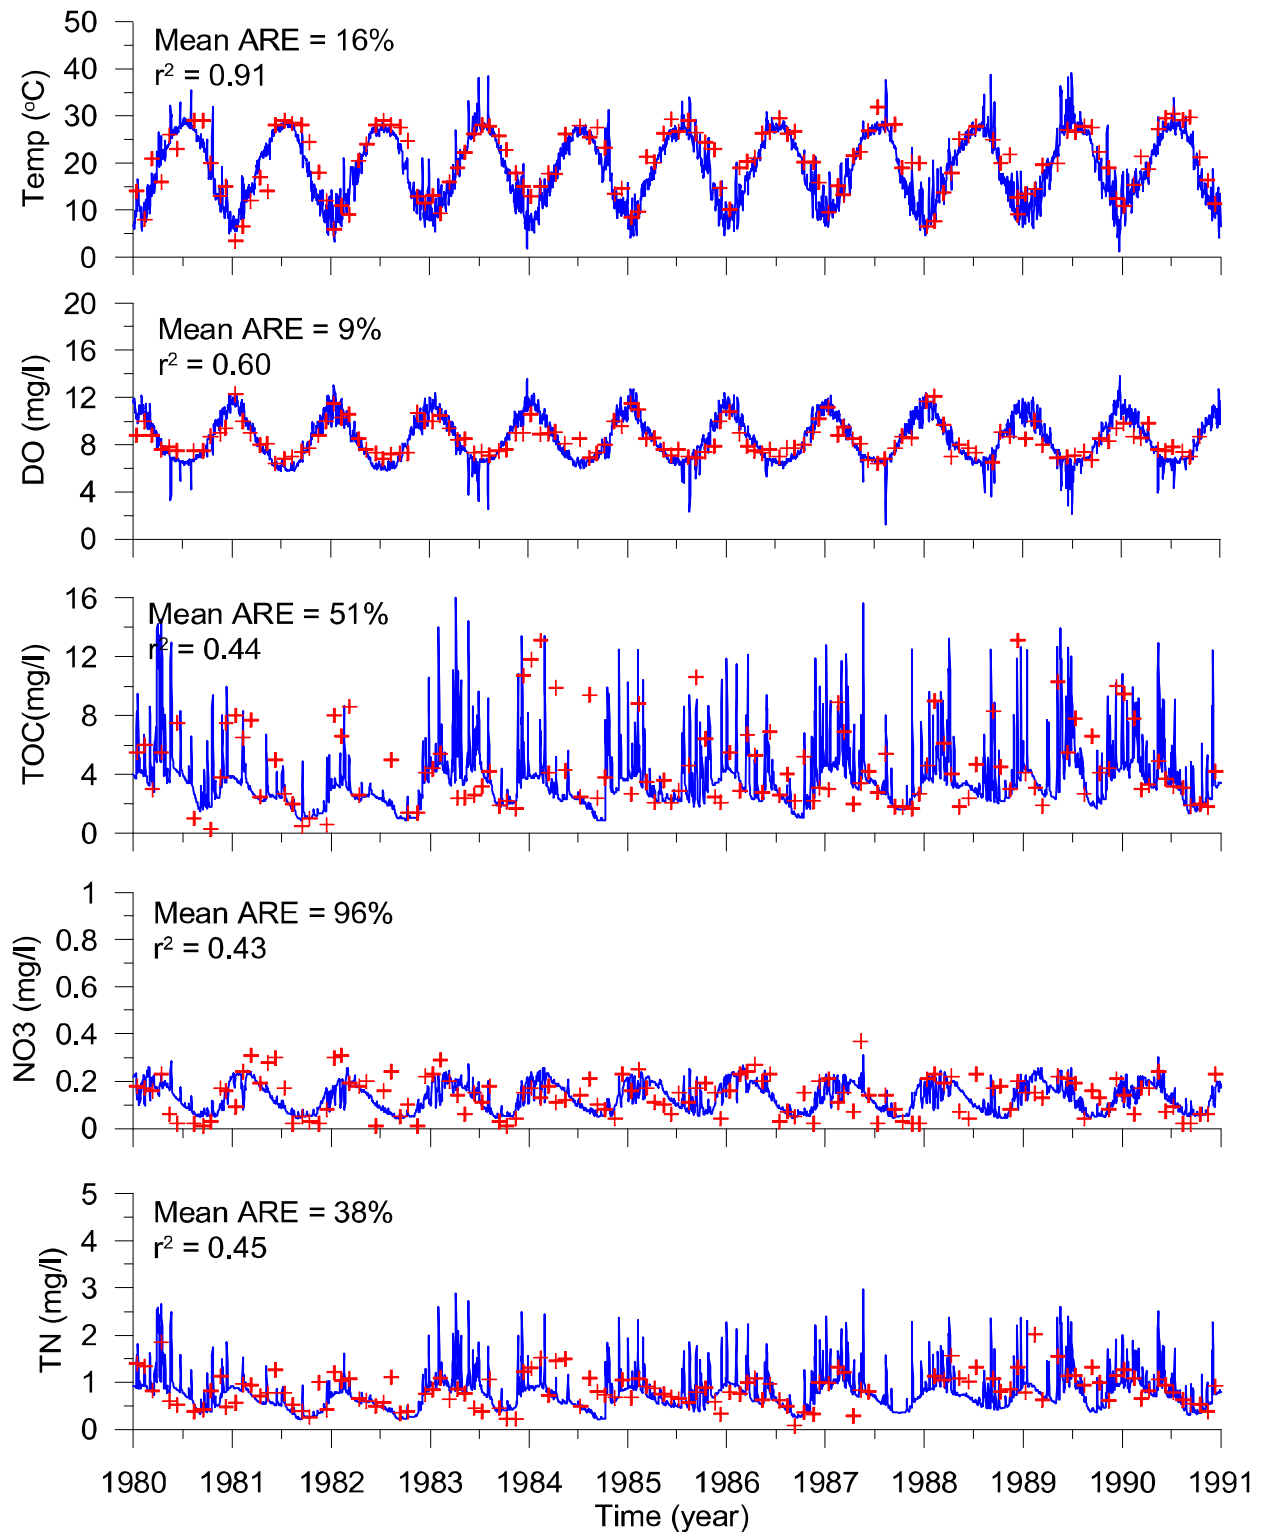 50
Mean ARE = 16%
40
r² = 0.91
30
Temp (°C)
20
10
0
20
Mean ARE = 9%
16
r² = 0.60
12
DO (mg/l)
8
4
0
16
Mean ARE = 51%
r² = 0.44
12
TOC(mg/l)
8
4
0
1
Mean ARE = 96%
0.8
r² = 0.43
0.6
NO3 (mg/l)
0.4
0.2
0
5
Mean ARE = 38%
4
r² = 0.45
3
TN (mg/l)
2
1
0
1980 1981 1982 1983 1984 1985 1986 1987 1988 1989 1990 1991
Time (year)